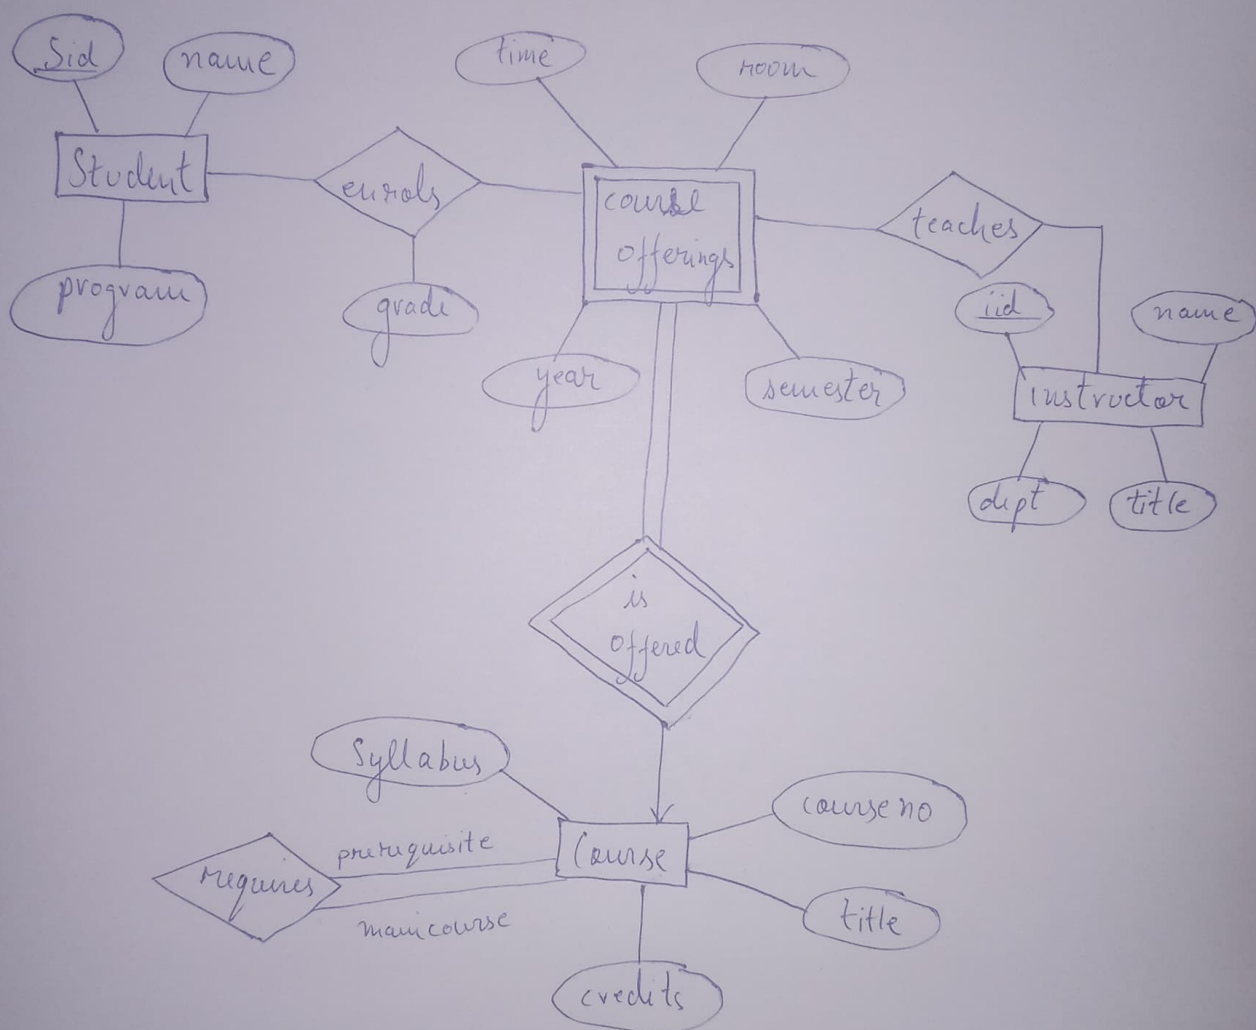 Sid
name
time
room
Student
enrols
course
offerings
teaches
program
grade
year
semester
iid
name
instructor
dept
title
is
offered
Syllabus
course no
prerequisite
Course
requires
maincourse
title
credits